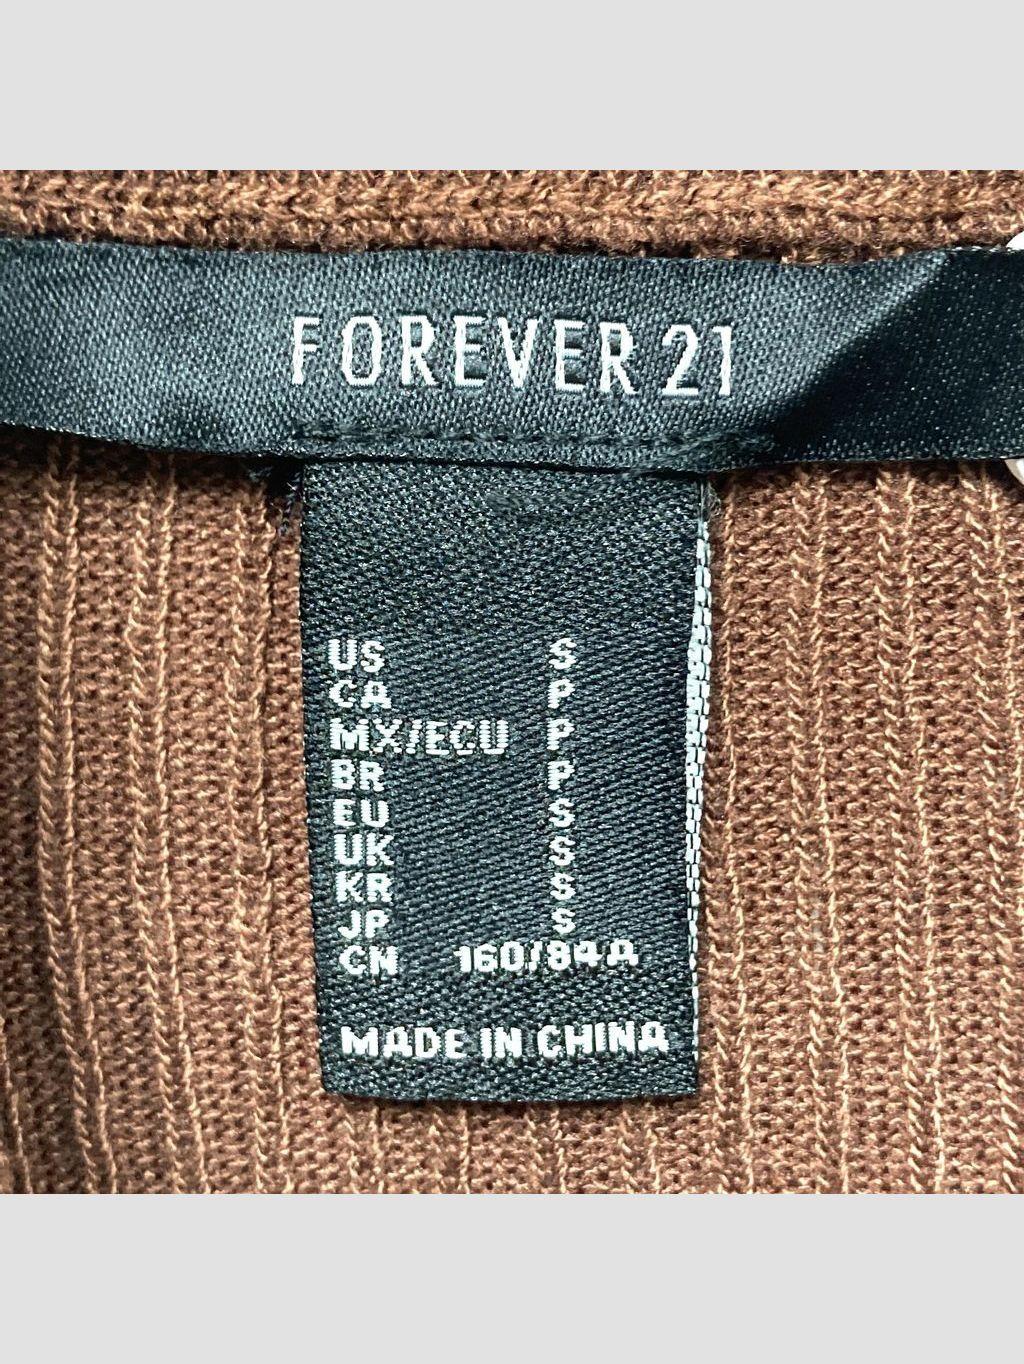 FOREVER 21
US S
CA P
MX/ECU P
BR P
EU S
UK S
KR S
JP S
CN 160/84A
MADE IN CHINA